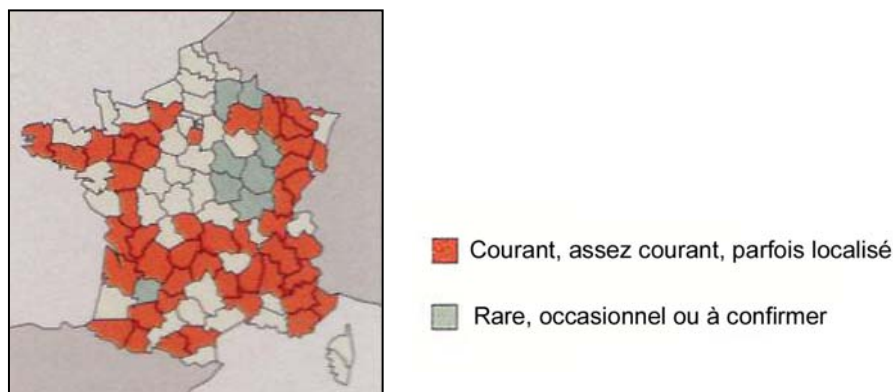 Courant, assez courant, parfois localisé
Rare, occasionnel ou à confirmer